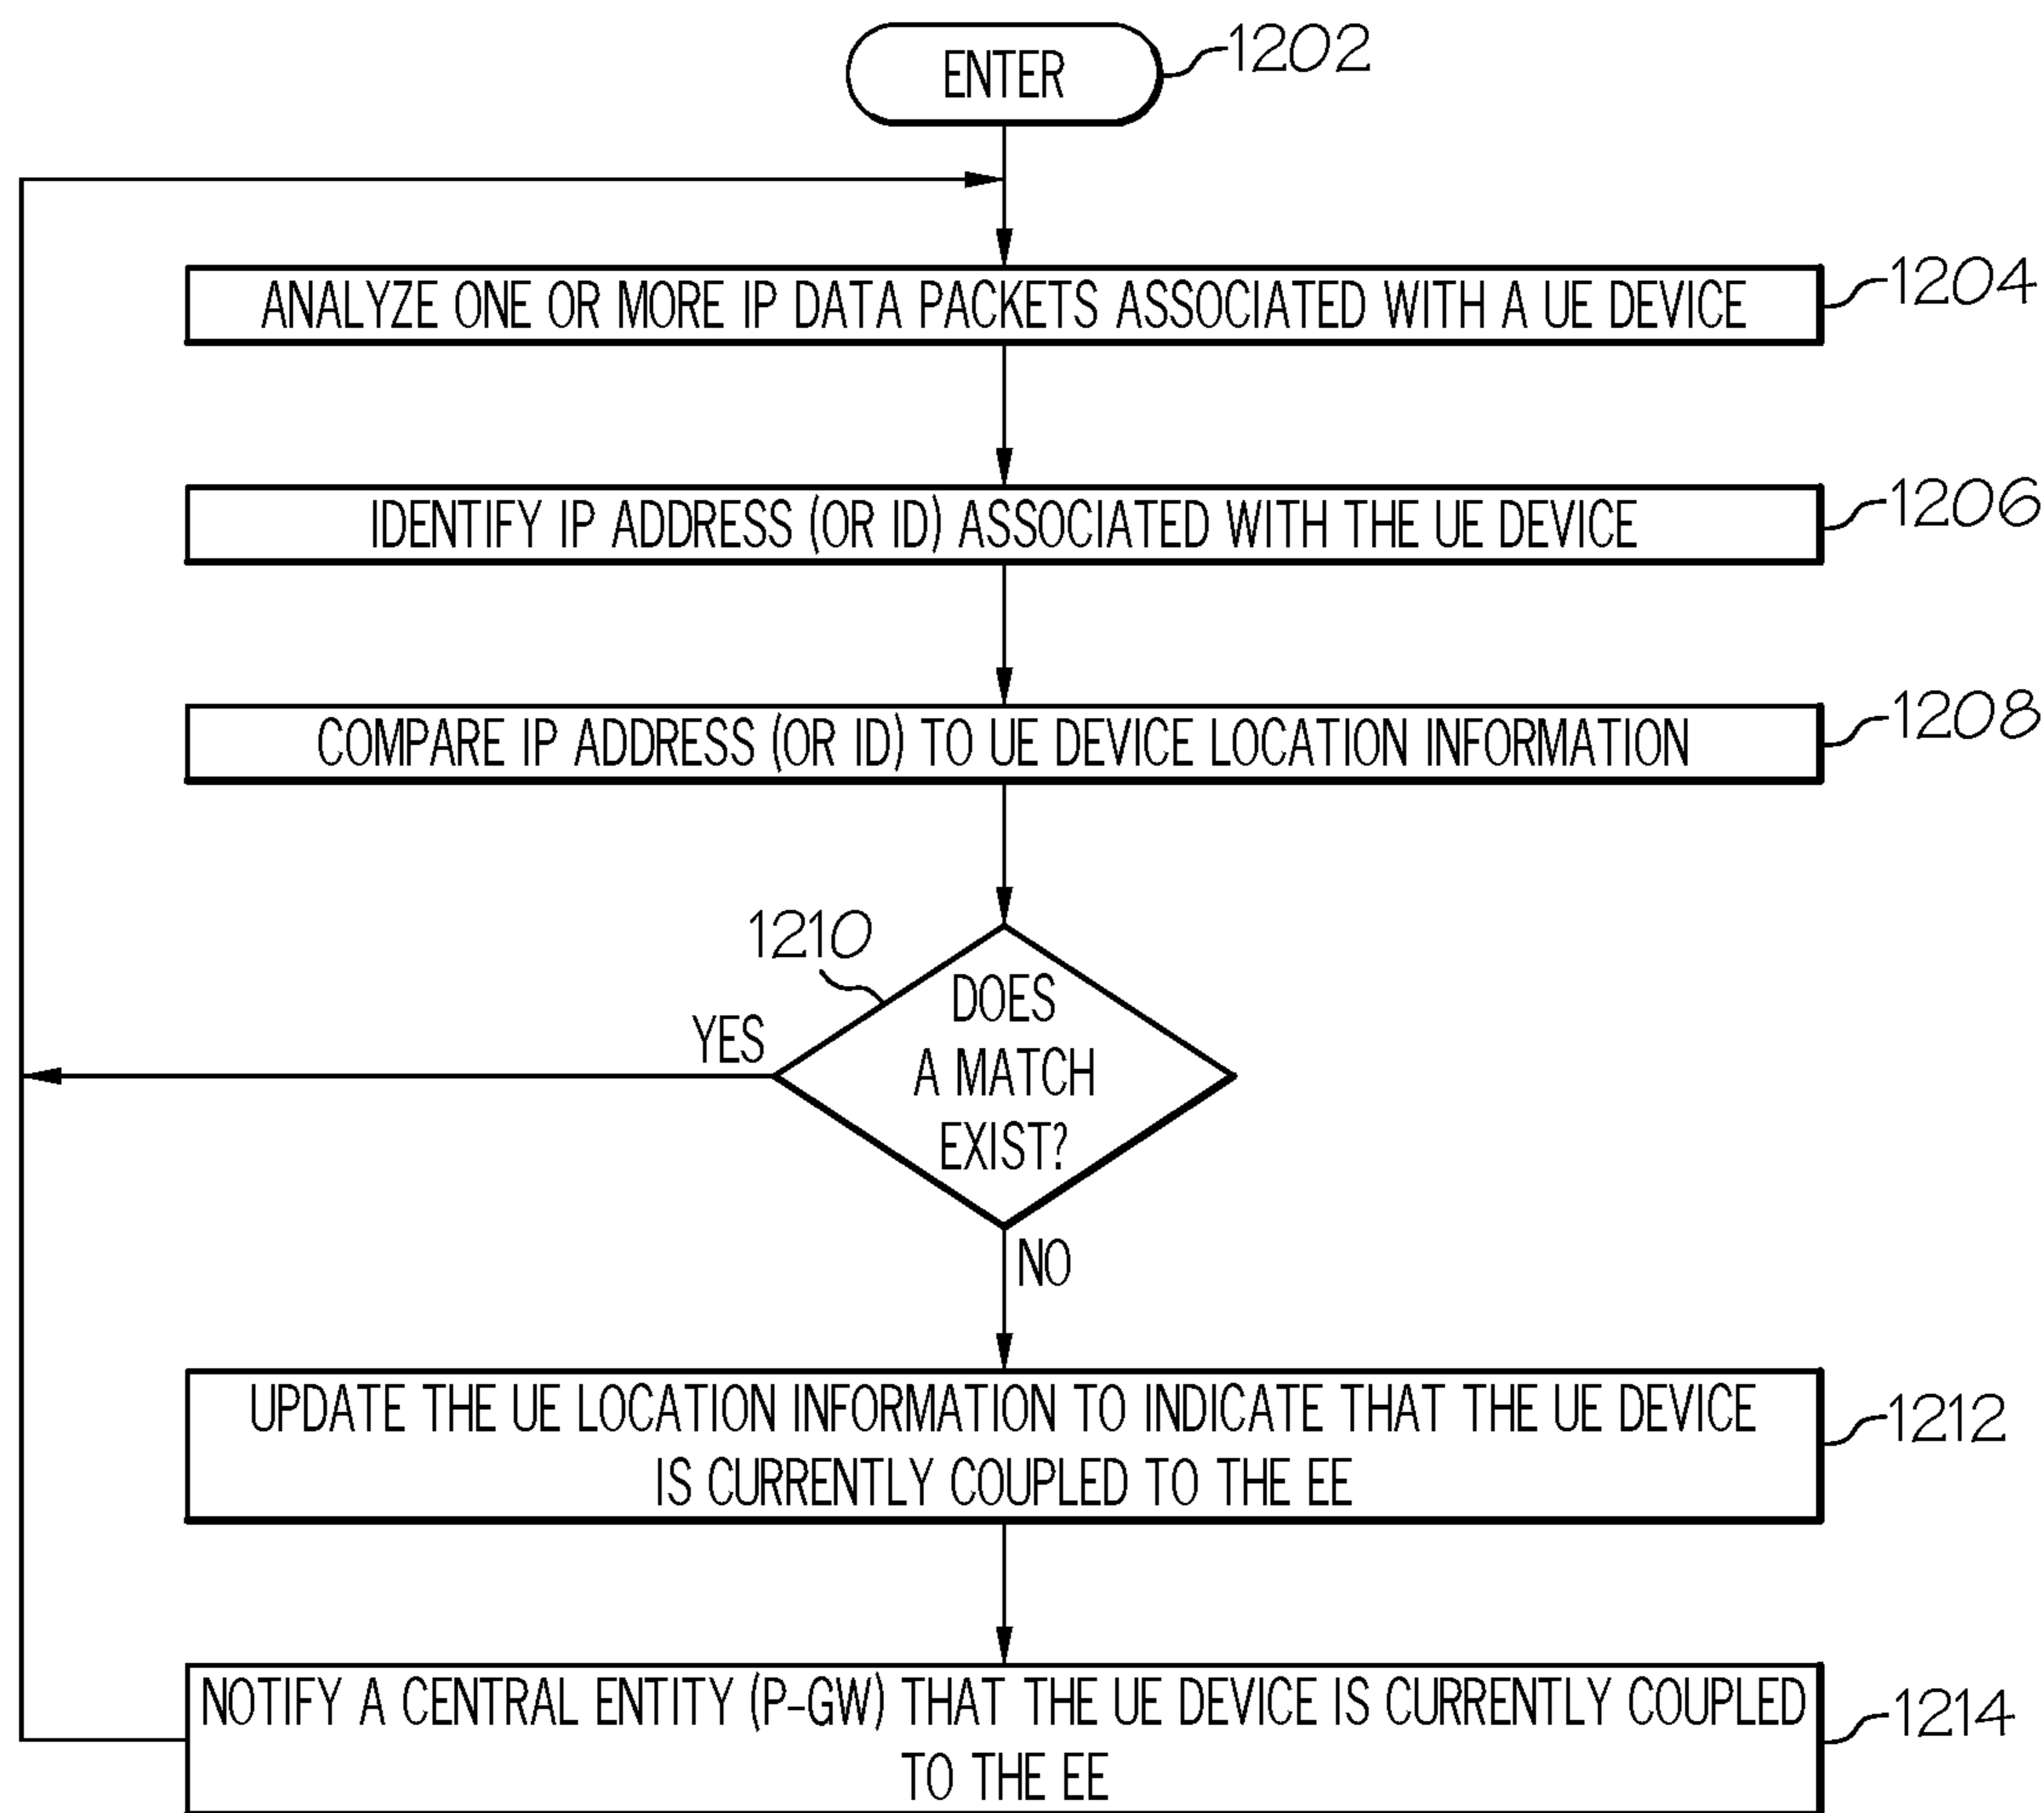 ENTER
1202
ANALYZE ONE OR MORE IP DATA PACKETS ASSOCIATED WITH A UE DEVICE
1204
IDENTIFY IP ADDRESS (OR ID) ASSOCIATED WITH THE UE DEVICE
1206
COMPARE IP ADDRESS (OR ID) TO UE DEVICE LOCATION INFORMATION
1208
1210
DOES
A MATCH
EXIST?
YES
NO
UPDATE THE UE LOCATION INFORMATION TO INDICATE THAT THE UE DEVICE
IS CURRENTLY COUPLED TO THE EE
1212
NOTIFY A CENTRAL ENTITY (P-GW) THAT THE UE DEVICE IS CURRENTLY COUPLED
TO THE EE
1214